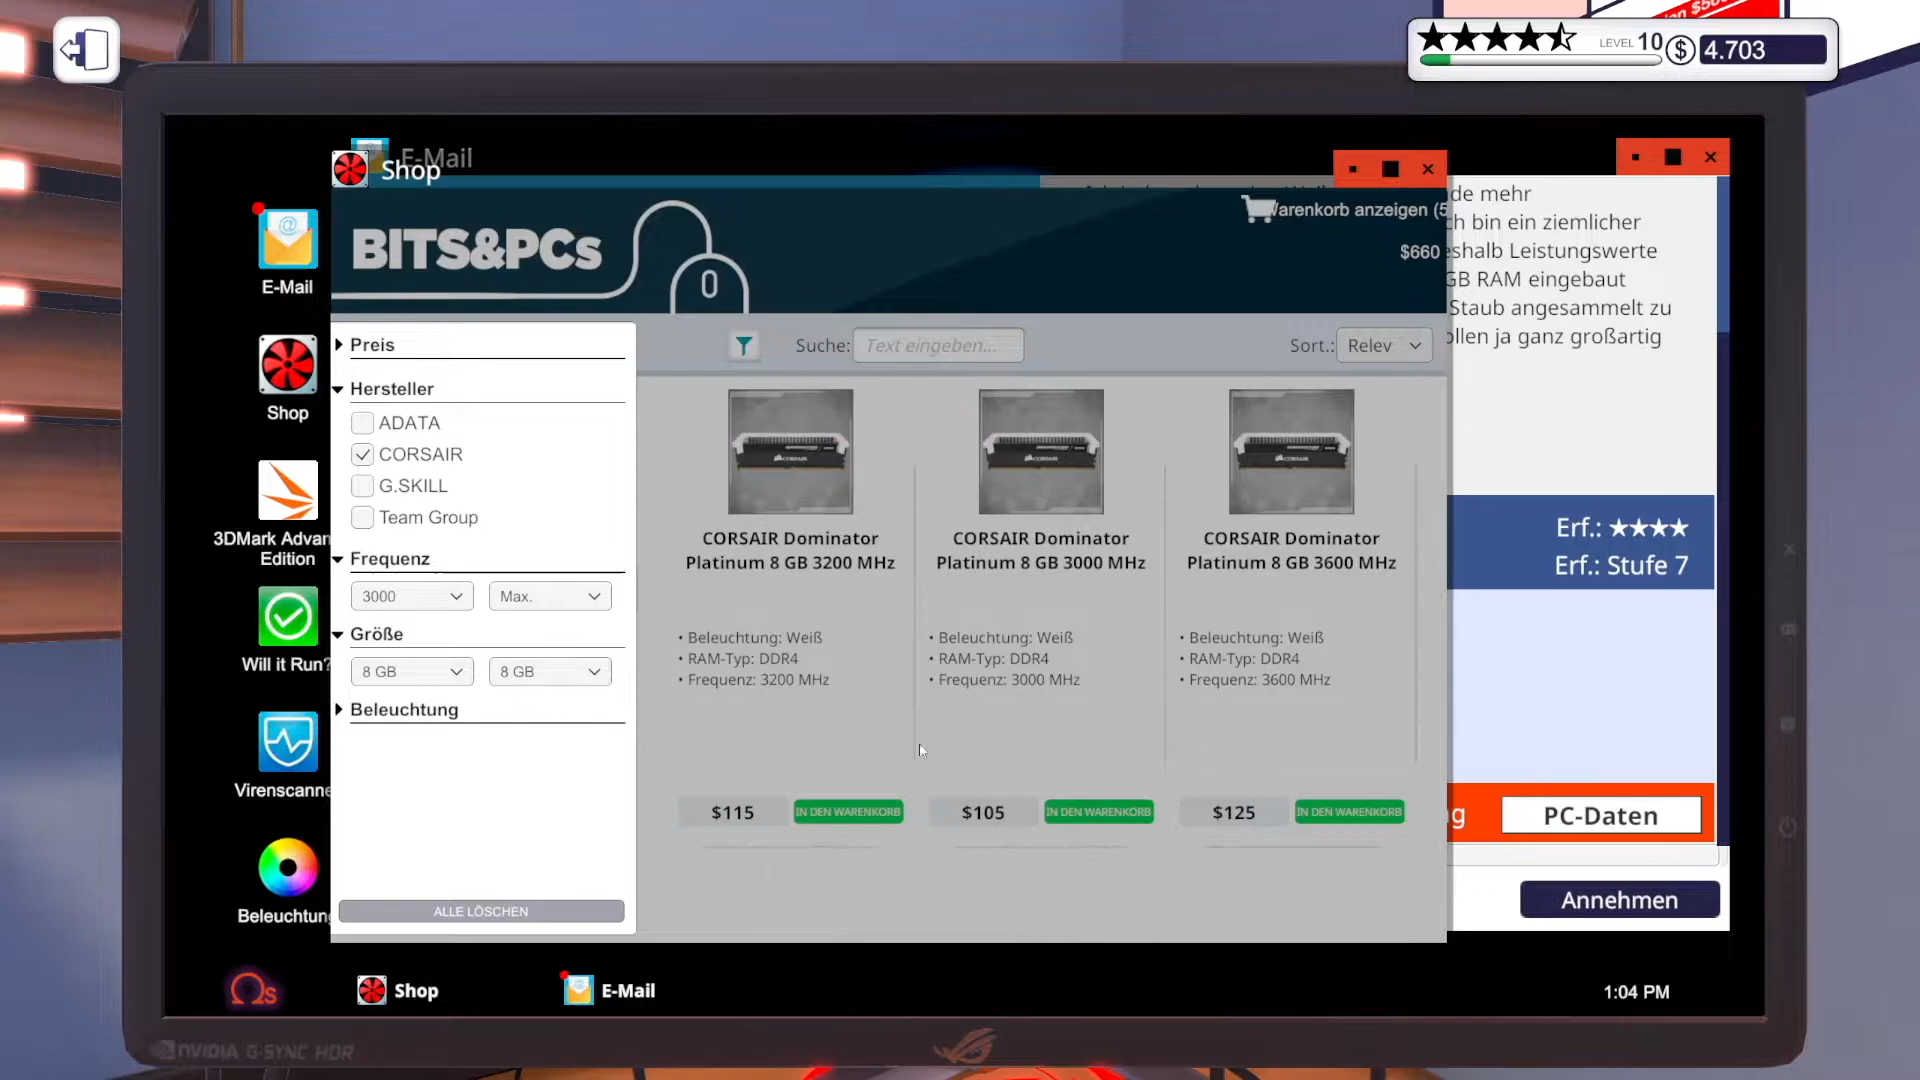 LEVEL 10
$ 4.703
E-Mail
Shop
BITS&PCs
Warenkorb anzeigen (5
$660
Preis
Hersteller
ADATA
CORSAIR
G.SKILL
Team Group
Frequenz
3000
Max.
Größe
8 GB
8 GB
Beleuchtung
ALLE LÖSCHEN
Suche:
Text eingeben...
Sort.:
Relev
CORSAIR Dominator
Platinum 8 GB 3200 MHz
• Beleuchtung: Weiß
• RAM-Typ: DDR4
• Frequenz: 3200 MHz
$115
IN DEN WARENKORB
CORSAIR Dominator
Platinum 8 GB 3000 MHz
• Beleuchtung: Weiß
• RAM-Typ: DDR4
• Frequenz: 3000 MHz
$105
IN DEN WARENKORB
CORSAIR Dominator
Platinum 8 GB 3600 MHz
• Beleuchtung: Weiß
• RAM-Typ: DDR4
• Frequenz: 3600 MHz
$125
IN DEN WARENKORB
E-Mail
Shop
3DMark Advan
Edition
Will it Run?
Virenscanne
Beleuchtun
de mehr
ch bin ein ziemlicher
eshalb Leistungswerte
GB RAM eingebaut
Staub angesammelt zu
ollen ja ganz großartig
Erf.: ★★★★
Erf.: Stufe 7
g
PC-Daten
Annehmen
Shop
E-Mail
1:04 PM
NVIDIA G-SYNC HDR